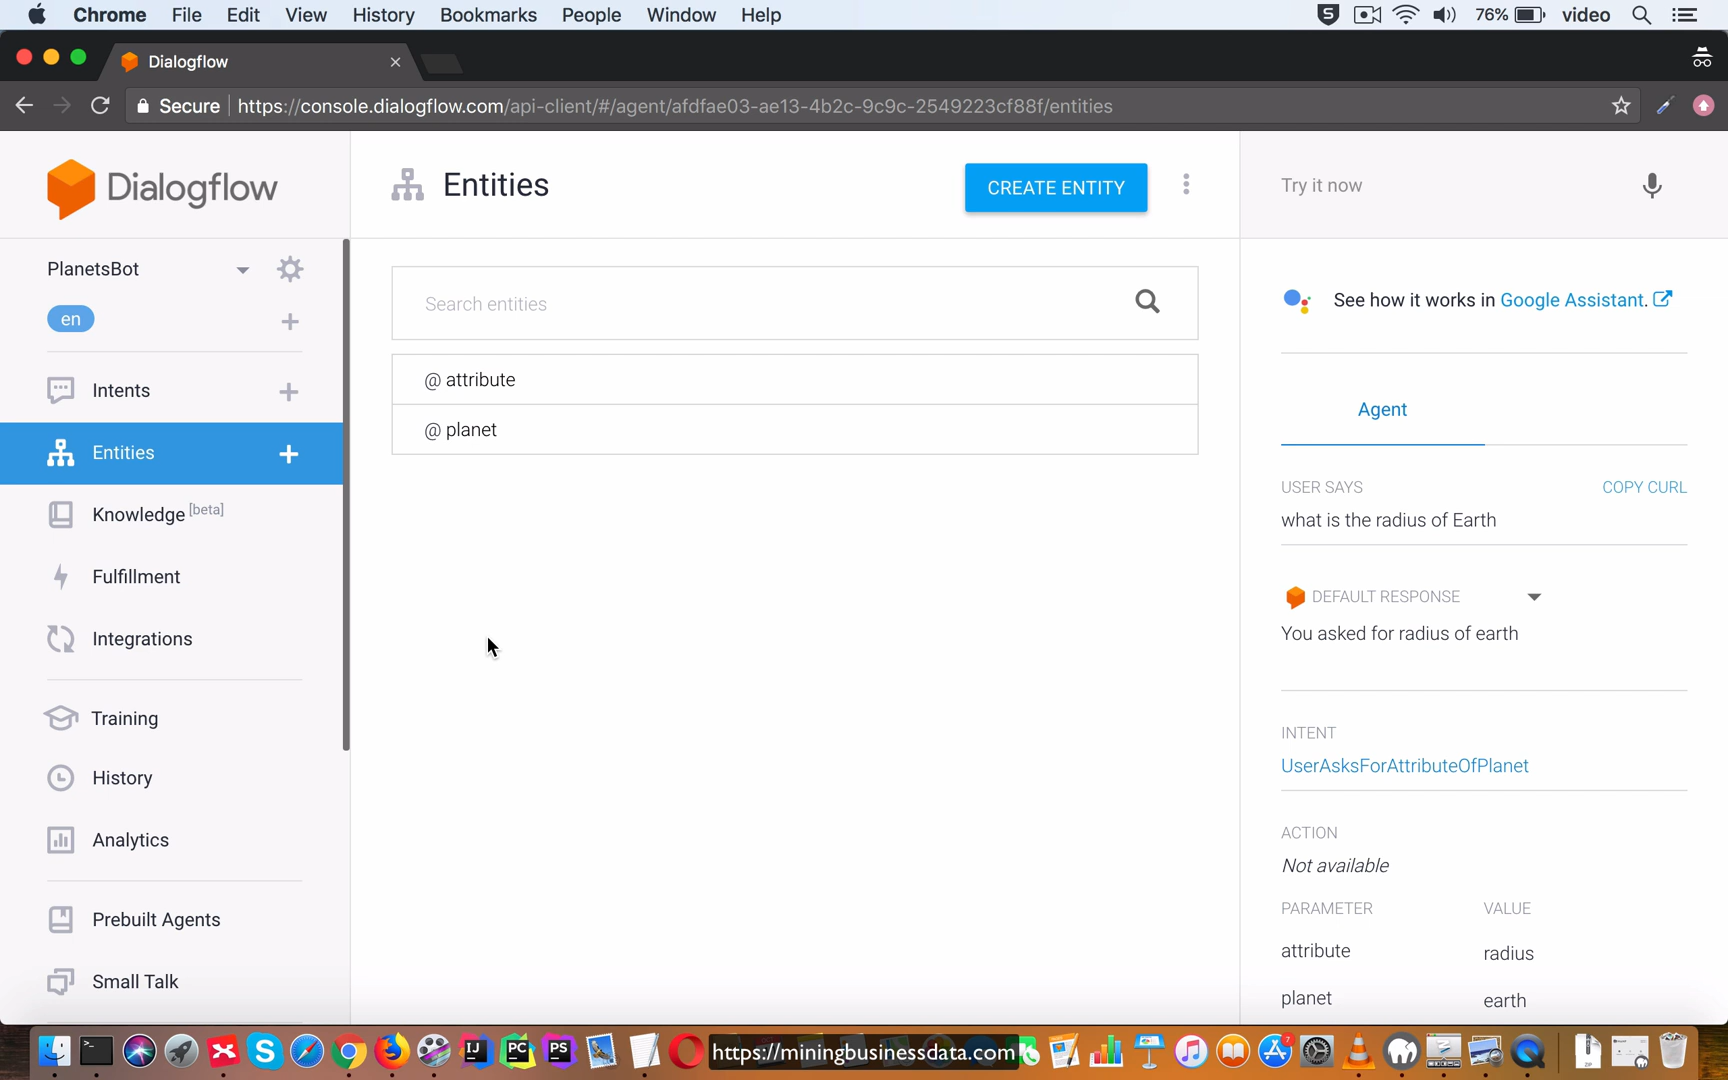 Chrome File Edit View History Bookmarks People Window Help
76% video
Dialogflow
Secure https://console.dialogflow.com/api-client/#/agent/afdfae03-ae13-4b2c-9c9c-2549223cf88f/entities
Dialogflow
Entities
CREATE ENTITY
Try it now
PlanetsBot
en
Search entities
See how it works in Google Assistant.
Intents
@ attribute
Agent
Entities
@ planet
USER SAYS
COPY CURL
Knowledge [beta]
what is the radius of Earth
Fulfillment
DEFAULT RESPONSE
Integrations
You asked for radius of earth
Training
INTENT
UserAsksForAttributeOfPlanet
History
Analytics
ACTION
Not available
PARAMETER VALUE
Prebuilt Agents
attribute radius
Small Talk
planet earth
IJ
PC
PS
https://miningbusinessdata.com